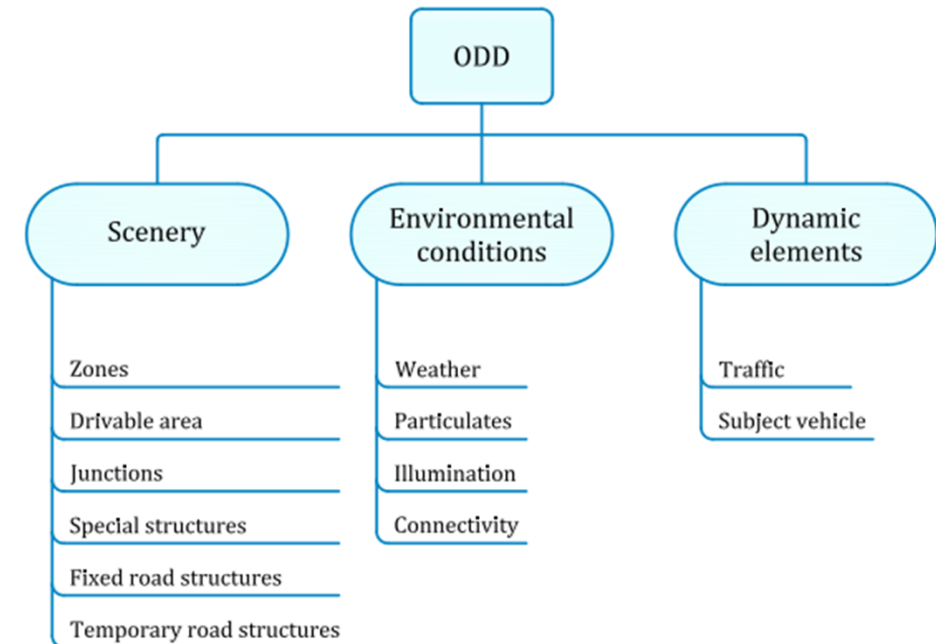 ODD
Scenery
Environmental
conditions
Dynamic
elements
Zones
Drivable area
Junctions
Special structures
Fixed road structures
Temporary road structures
Weather
Particulates
Illumination
Connectivity
Traffic
Subject vehicle